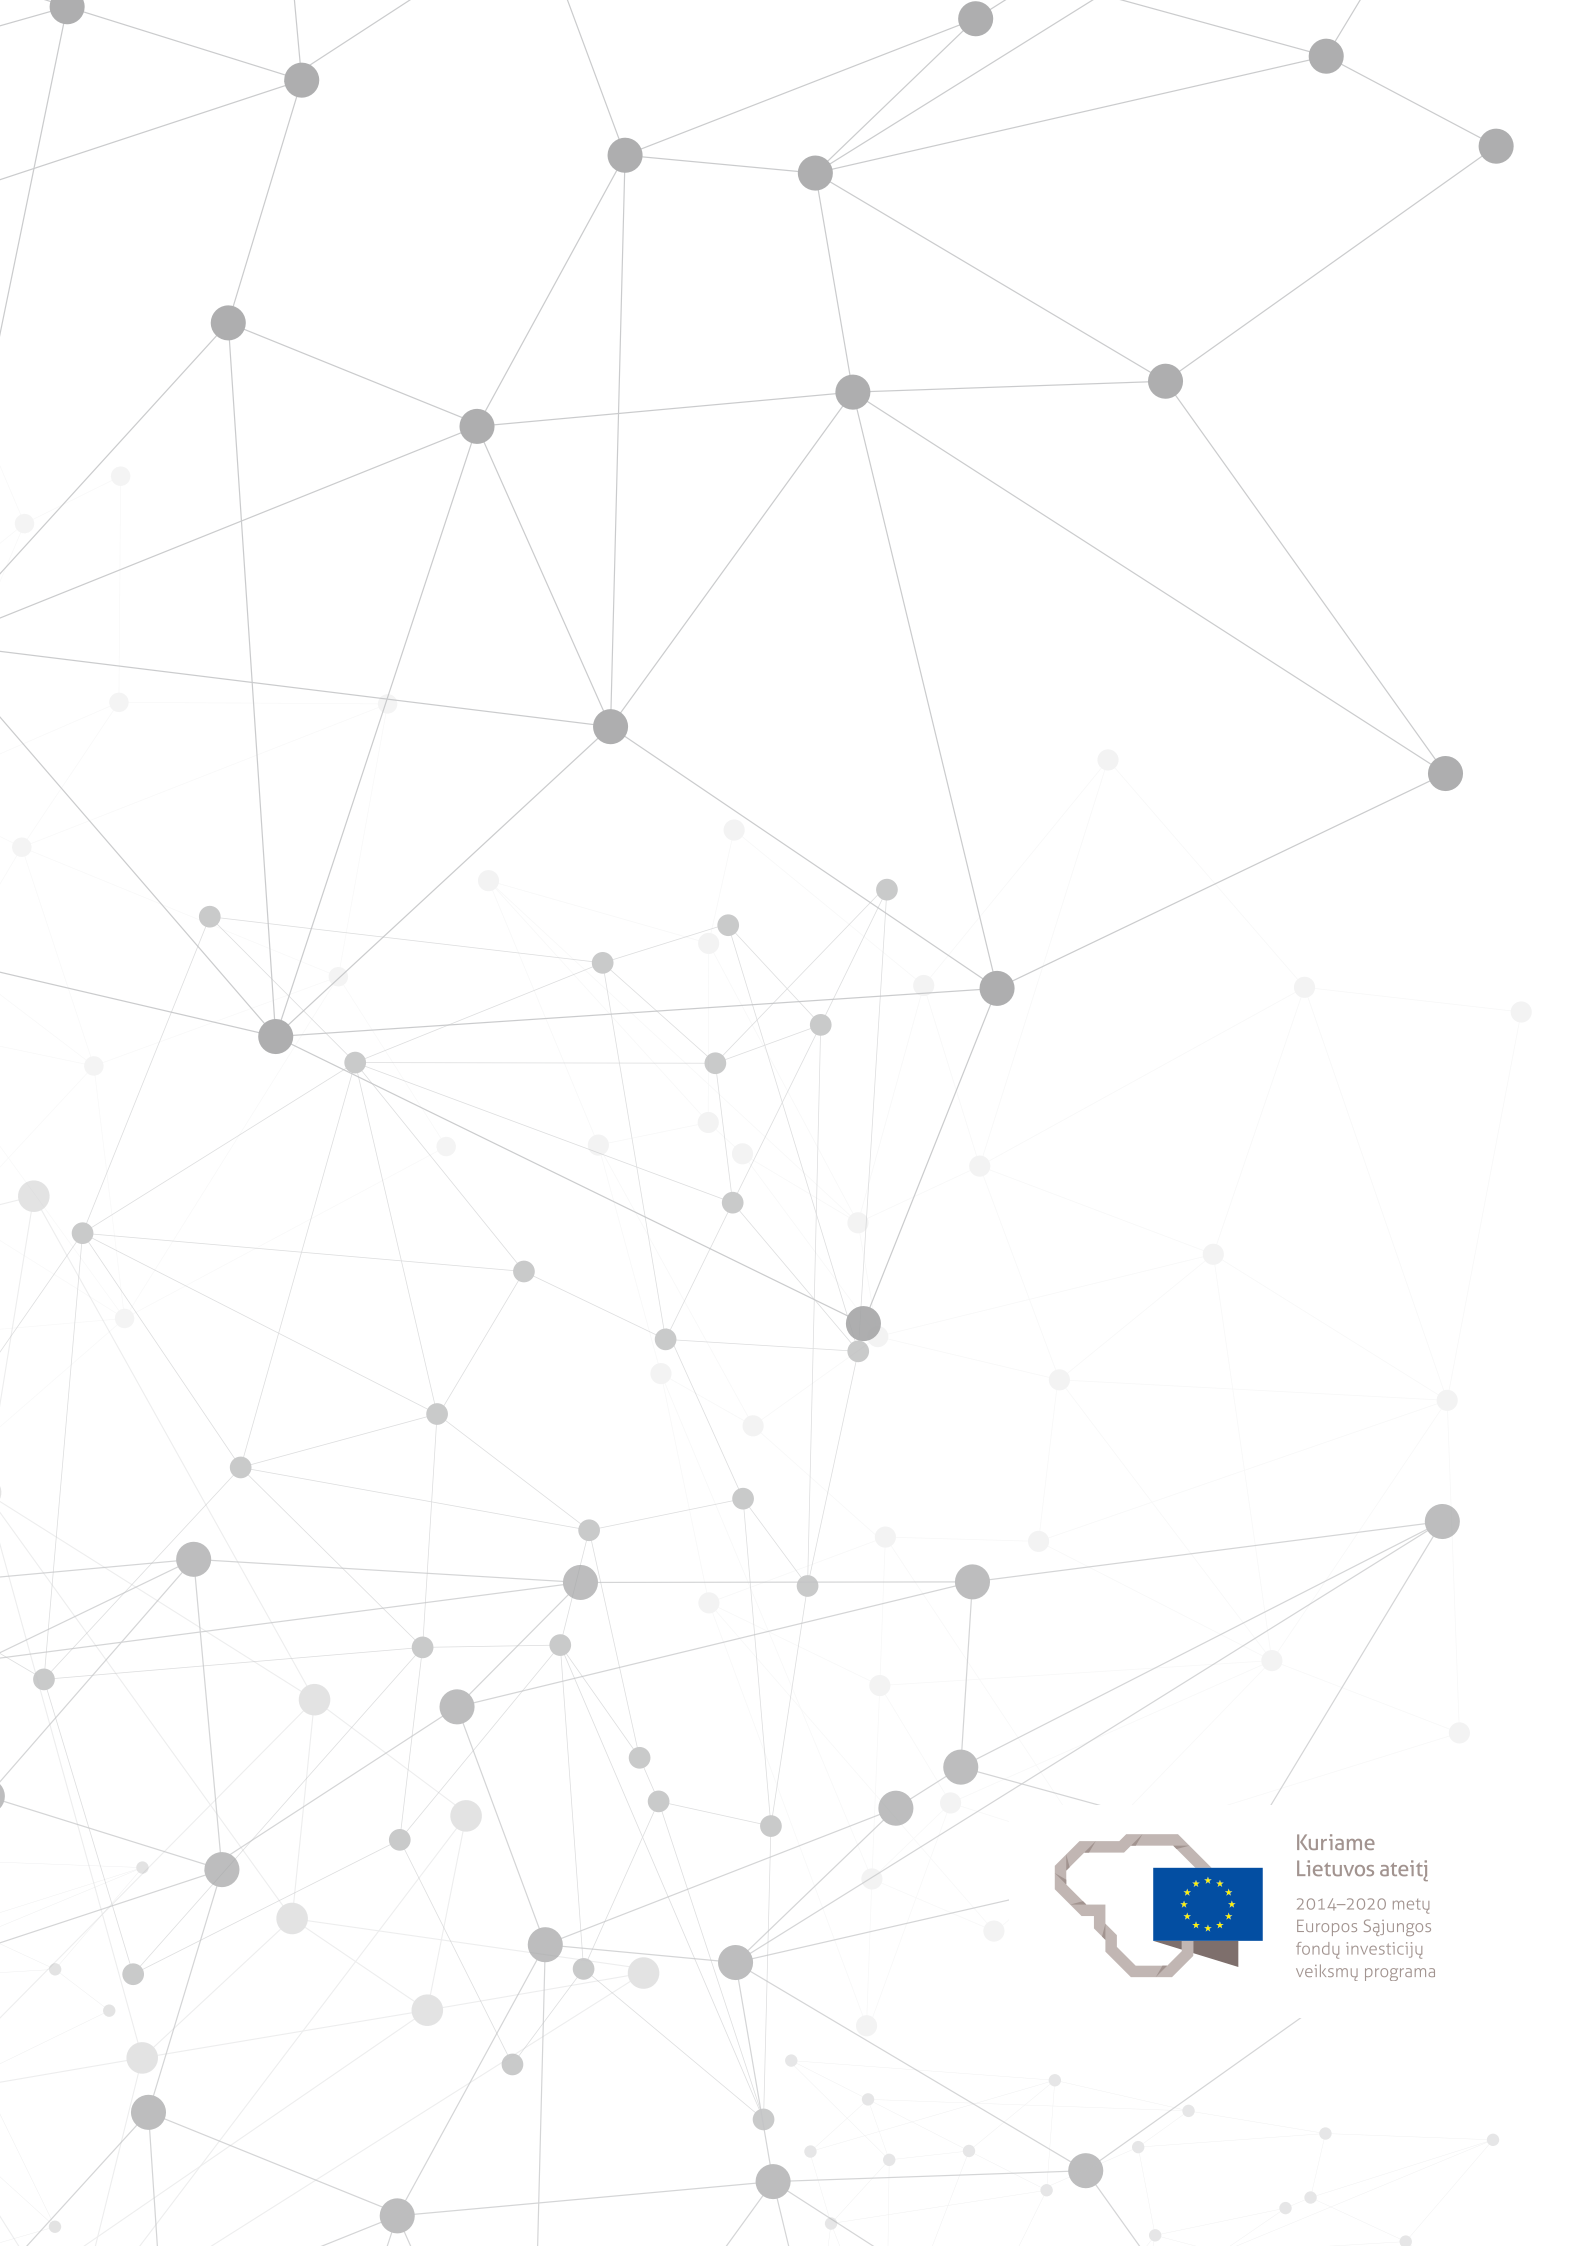 Kuriame
Lietuvos ateitį
2014–2020 metų
Europos Sąjungos
fondų investicijų
veiksmų programa